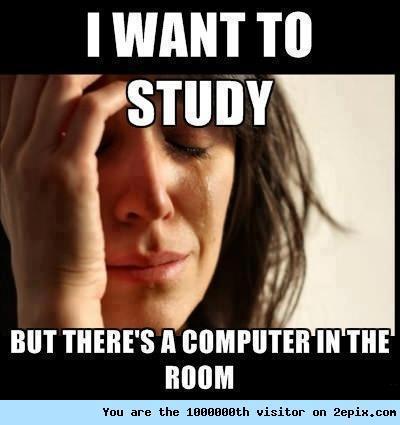 I WANT TO
STUDY
BUT THERE'S A COMPUTER IN THE
ROOM
You are the 1000000th visitor on 2epix.com